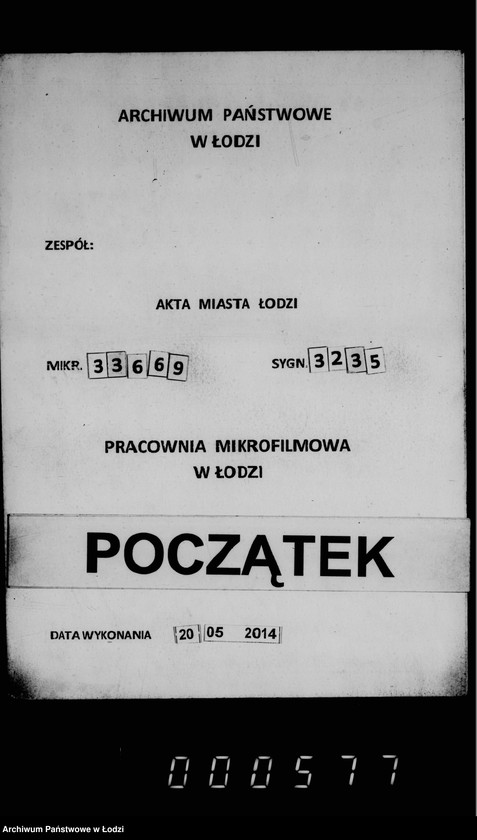 ARCHIWUM PAŃSTWOWE
W ŁODZI
ZESPÓŁ:
AKTA MIASTA ŁODZI
MIKR. 33669 SYGN. 3235
PRACOWNIA MIKROFILMOWA
W ŁODZI
POCZĄTEK
DATA WYKONANIA 20 05 2014
000577
Archiwum Państwowe w Łodzi